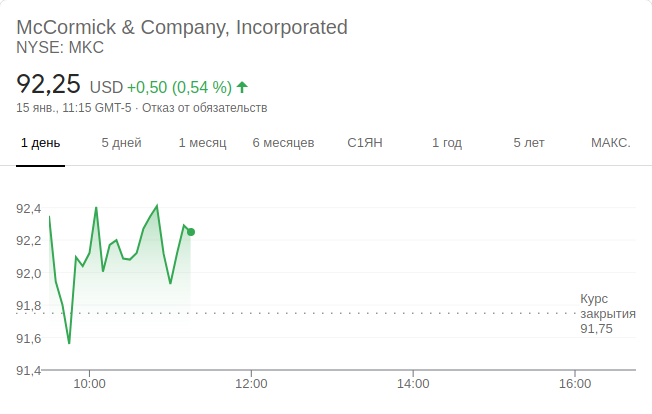 McCormick & Company, Incorporated
NYSE: MKC
92,25 USD +0,50 (0,54 %)
15 янв., 11:15 GMT-5 · Отказ от обязательств
1 день 5 дней 1 месяц 6 месяцев С1ЯН 1 год 5 лет МАКС.
92,4
92,2
92,0
91,8
91,6
91,4
Курс
закрытия
91,75
10:00 12:00 14:00 16:00